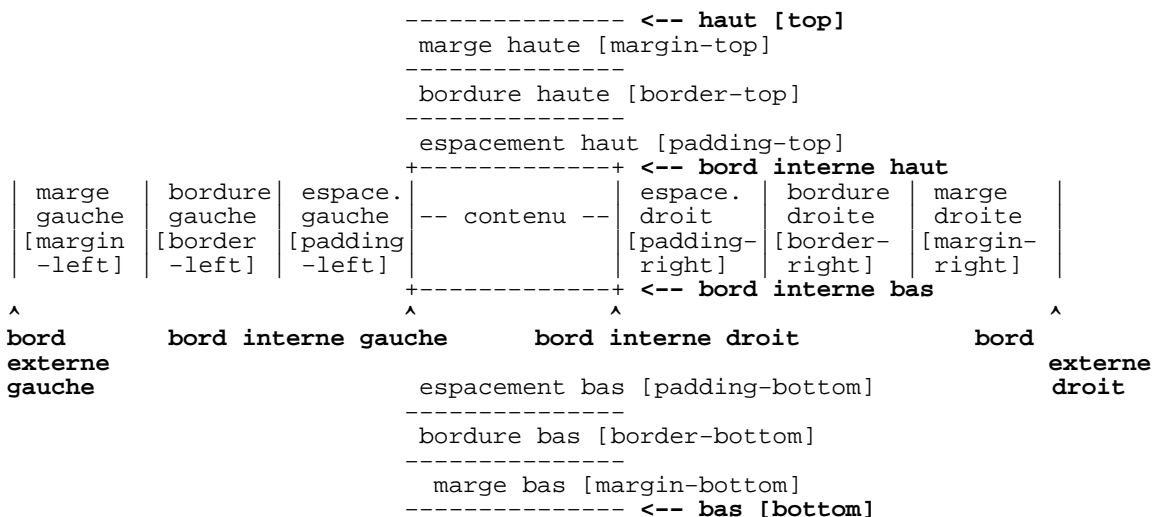 --------------- <-- haut [top]
marge haute [margin-top]
---------------
bordure haute [border-top]
---------------
espacement haut [padding-top]
+--------------+ <-- bord interne haut
| marge | bordure| espace.| | espace. | bordure | marge |
| gauche | gauche | gauche |-- contenu --| droit | droite | droite |
|[margin |[border |[padding| |[padding-|[border- |[margin- |
| -left] | -left] | -left] | | right] | right] | right] |
+--------------+ <-- bord interne bas
^ ^ ^ ^
bord bord interne gauche bord interne droit bord
externe externe
gauche espacement bas [padding-bottom] droit
---------------
bordure bas [border-bottom]
---------------
marge bas [margin-bottom]
--------------- <-- bas [bottom]